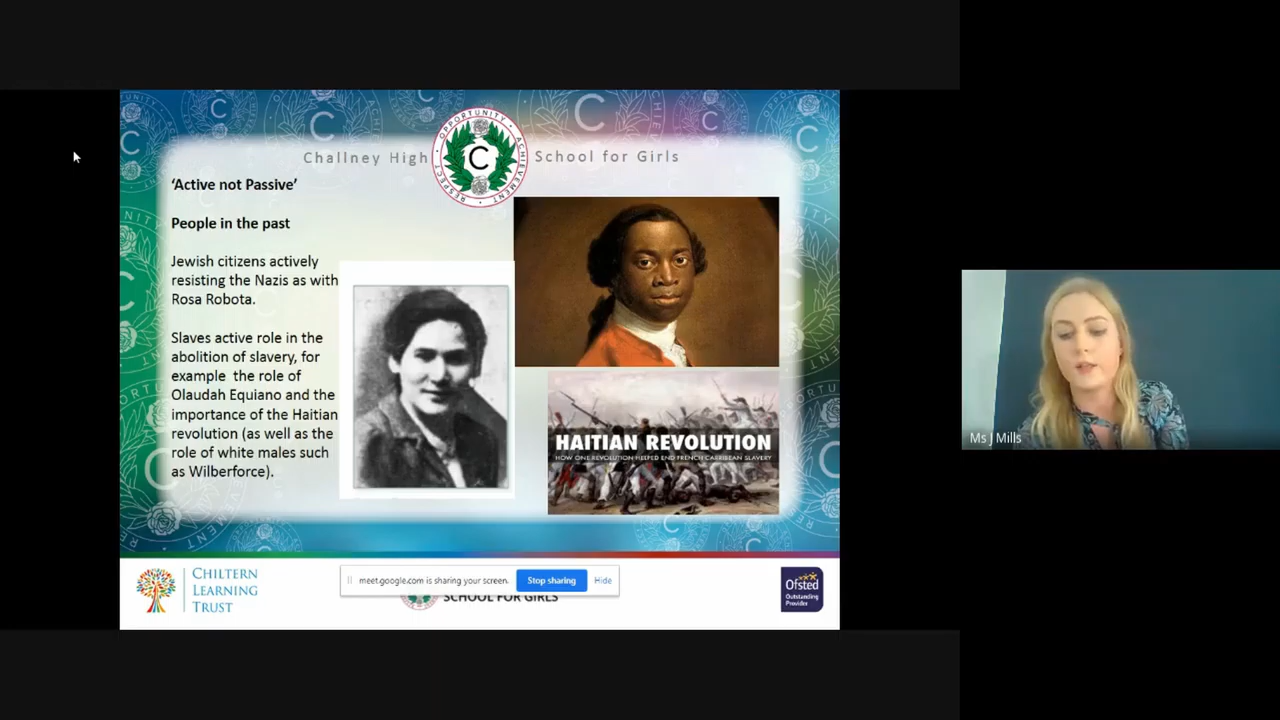 OPPORTUNITY
ACHIEVEMENT
RESPECT
C
Challney High School for Girls
‘Active not Passive’
People in the past
Jewish citizens actively
resisting the Nazis as with
Rosa Robota.
Slaves active role in the
abolition of slavery, for
example the role of
Olaudah Equiano and the
importance of the Haitian
revolution (as well as the
role of white males such
as Wilberforce).
HAITIAN REVOLUTION
HOW ONE REVOLUTION HELPED END FRENCH CARIBBEAN SLAVERY
Ms J Mills
CHILTERN
LEARNING
TRUST
meet.google.com is sharing your screen.
Stop sharing
Hide
SCHOOL FOR GIRLS
Ofsted
Outstanding
Provider